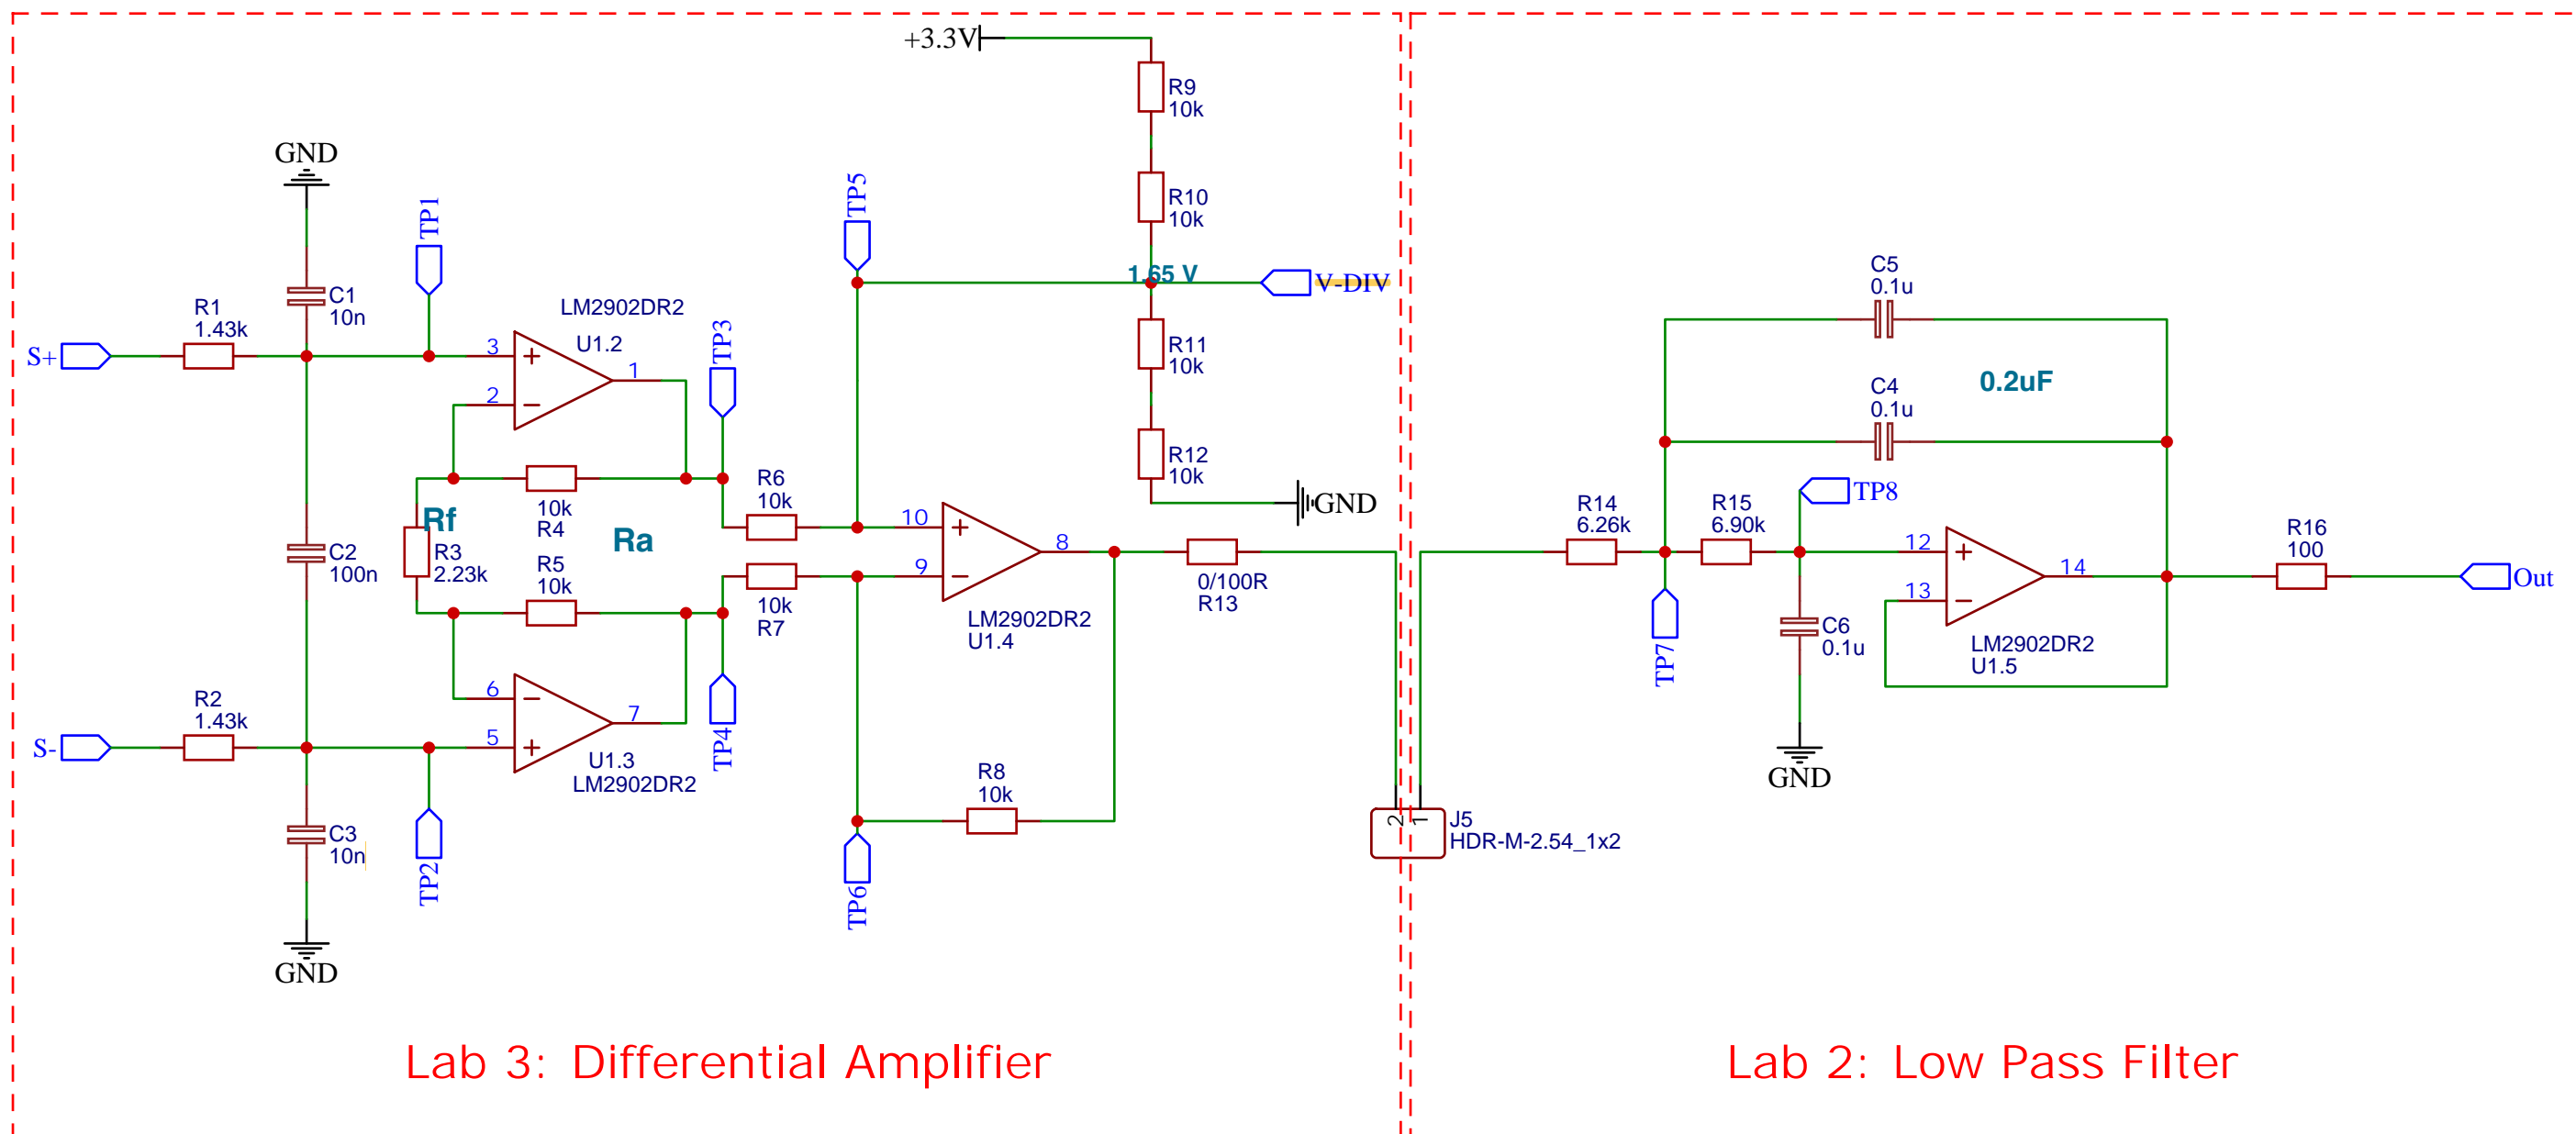 +3.3V
R9
10k
R10
10k
1.65 V
V-DIV
R11
10k
R12
10k
GND
GND
C1
10n
TP1
R1
1.43k
S+
LM2902DR2
U1.2
3
2
1
TP3
TP5
10k
R4
Rf
R3
2.23k
Ra
R5
10k
C2
100n
R6
10k
10k
R7
10
9
8
LM2902DR2
U1.4
0/100R
R13
6
5
7
U1.3
LM2902DR2
TP4
R2
1.43k
S-
C3
10n
TP2
GND
R8
10k
TP6
2
1
J5
HDR-M-2.54_1x2
C5
0.1u
C4
0.1u
0.2uF
TP8
R14
6.26k
R15
6.90k
TP7
C6
0.1u
GND
12
13
14
LM2902DR2
U1.5
R16
100
Out
Lab 3: Differential Amplifier
Lab 2: Low Pass Filter